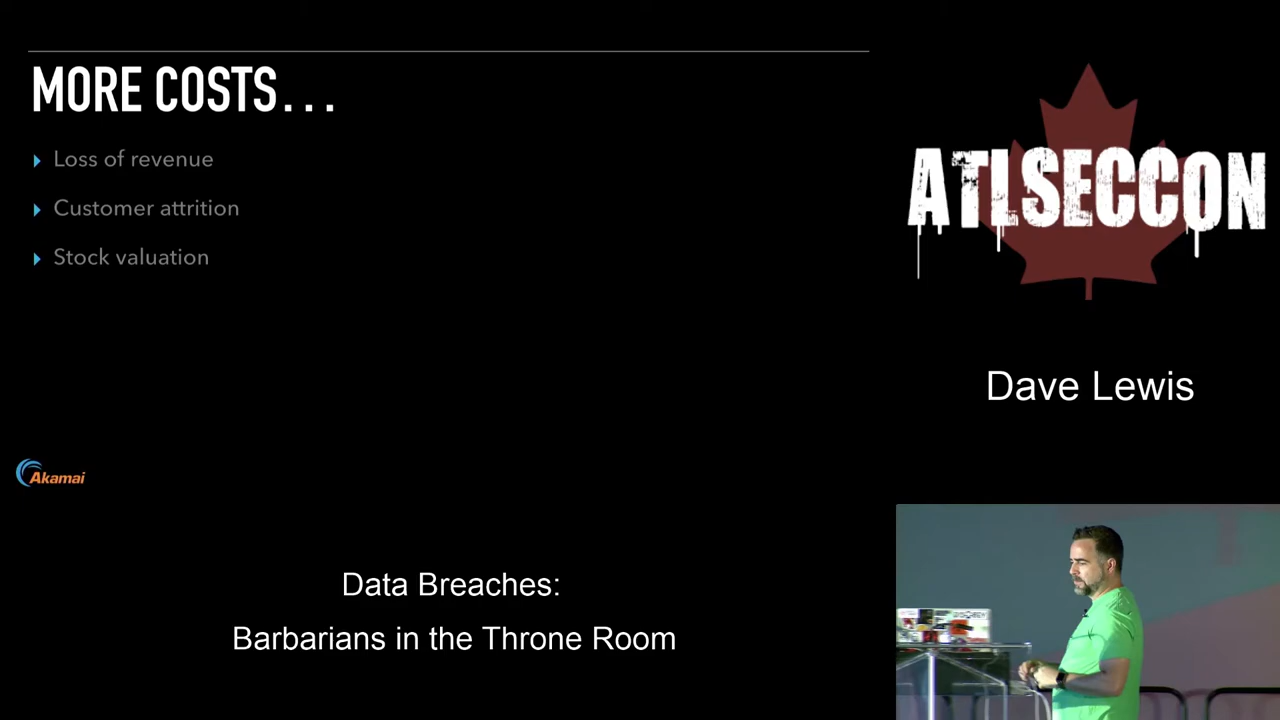 MORE COSTS...
Loss of revenue
Customer attrition
Stock valuation
ATLSECCON
Dave Lewis
Akamai
Data Breaches:
Barbarians in the Throne Room